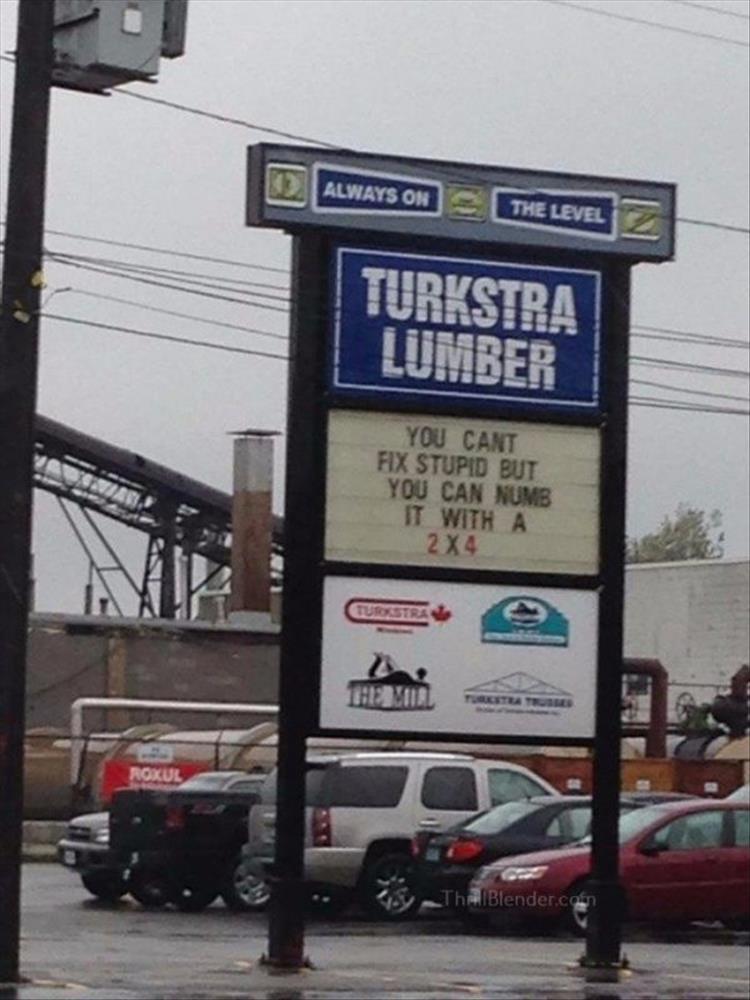 ALWAYS ON THE LEVEL
TURKSTRA
LUMBER
YOU CANT
FIX STUPID BUT
YOU CAN NUMB
IT WITH A
2 X 4
TURKSTRA
THE MILL
TURKSTRA TRUSSES
ROXUL
ThrillBlender.com